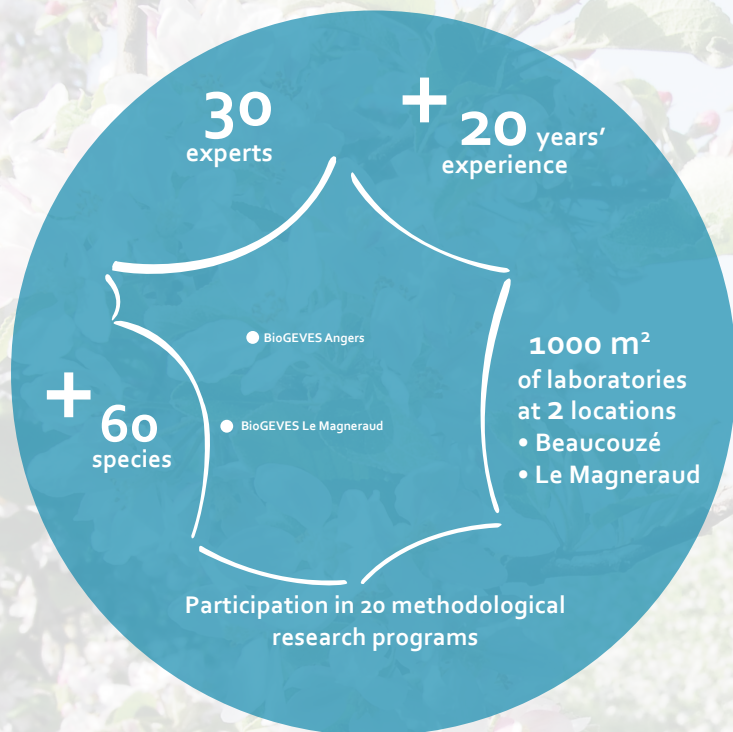 30
experts
+ 20 years’
experience
BioGEVES Angers
1000 m²
of laboratories
at 2 locations
• Beaucouzé
• Le Magneraud
+ 60
species
BioGEVES Le Magneraud
Participation in 20 methodological
research programs